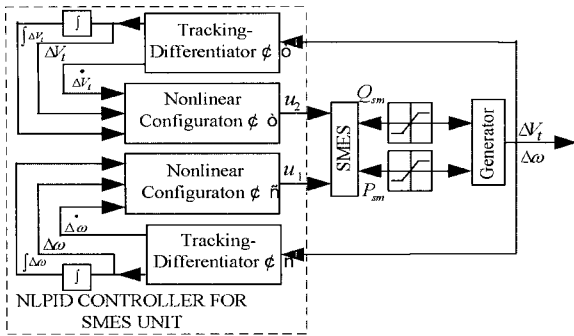 ∫
∫ΔVt
ΔVt
ΔV̇t
Tracking-
Differentiator ¢ ò
Nonlinear
Configuraton ¢ ò
u2
Qsm
SMES
Generator
ΔVt
Δω
Nonlinear
Configuraton ¢ ñ
u1
Psm
Δω
Δω̇
∫Δω
∫
Tracking-
Differentiator ¢ ñ
NLPID CONTROLLER FOR
SMES UNIT